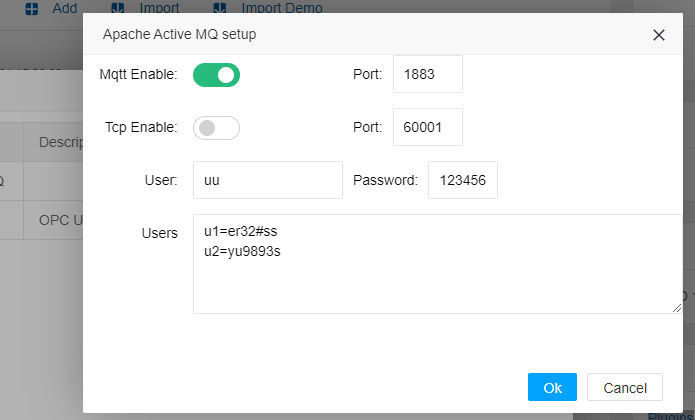 Add Import Import Demo
Apache Active MQ setup
Mqtt Enable: Port: 1883
Tcp Enable: Port: 60001
Descrip
User: uu Password: 123456
Q
OPC U
Users
u1=er32#ss
u2=yu9893s
Ok Cancel
Plugins